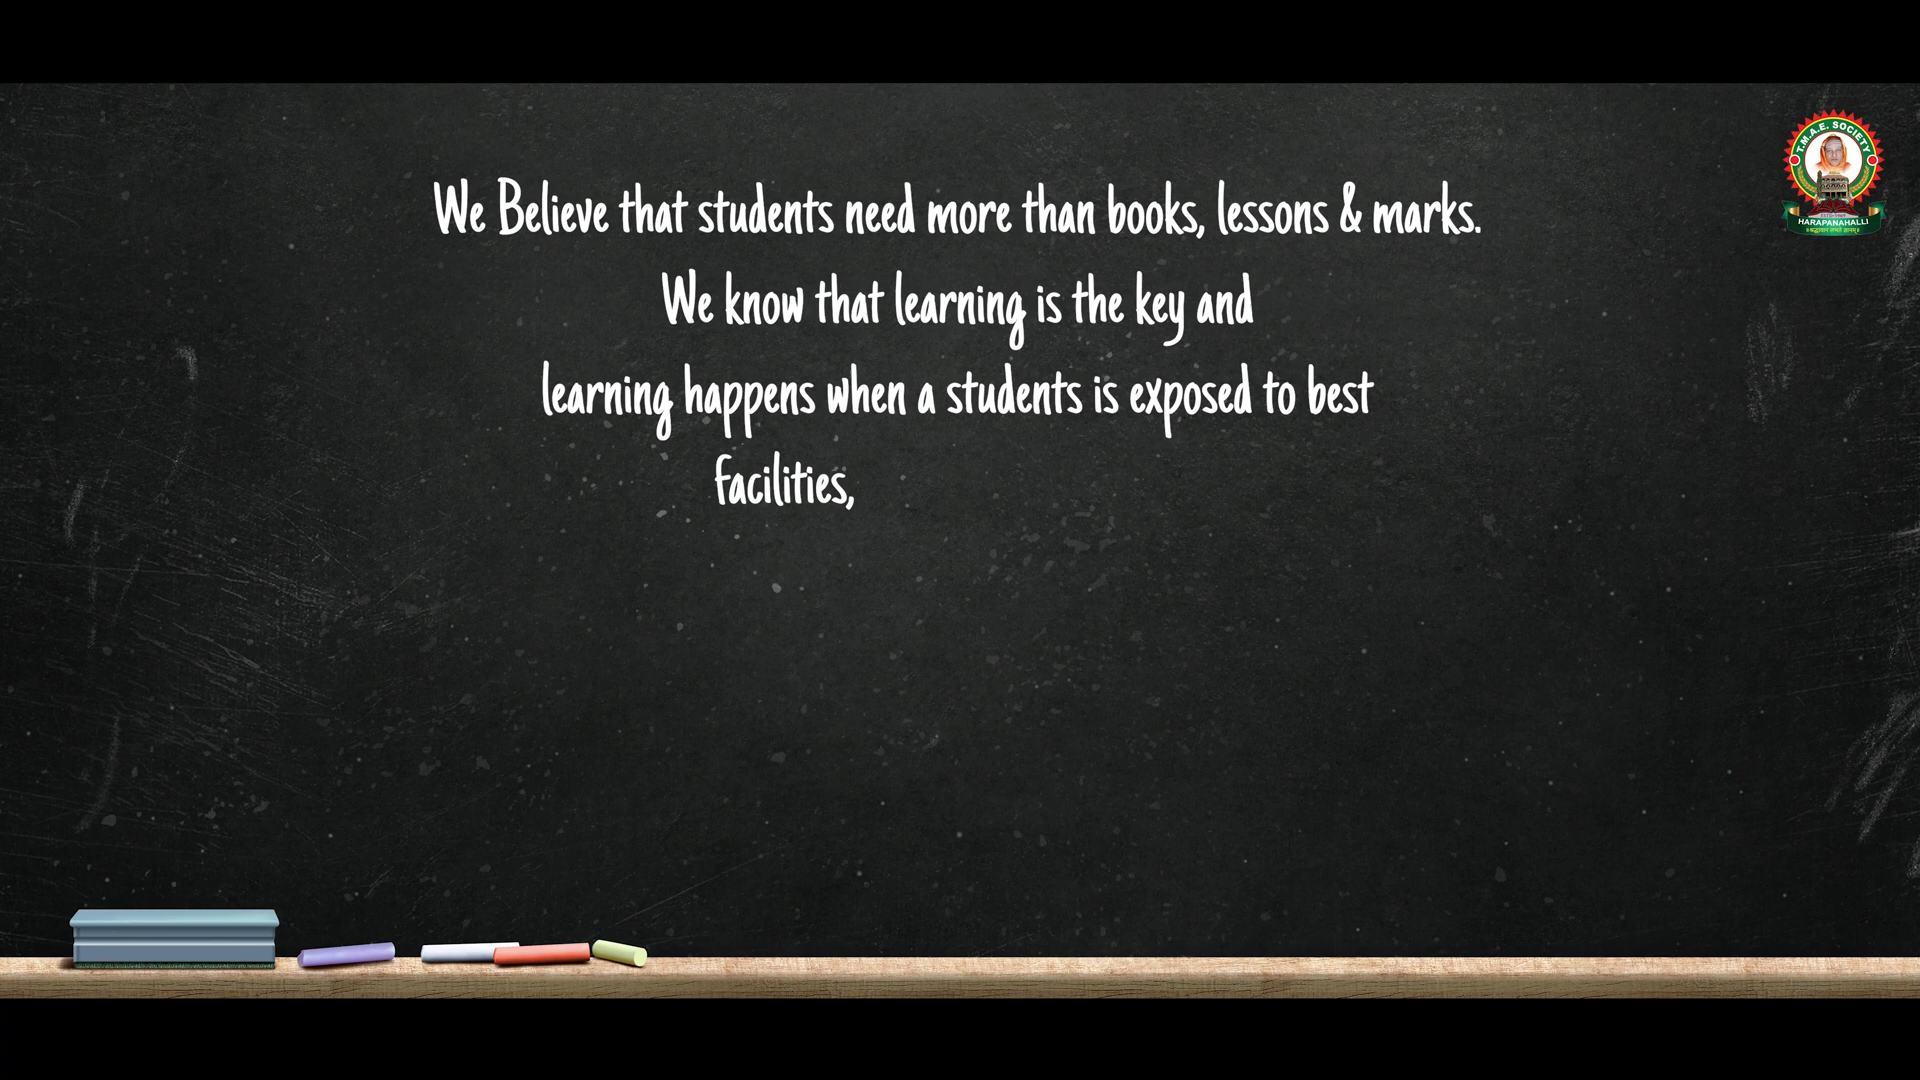 We Believe that students need more than books, lessons & marks.
We know that learning is the key and
learning happens when a students is exposed to best
facilities,
T.M.A.E. SOCIETY
HARAPANAHALLI